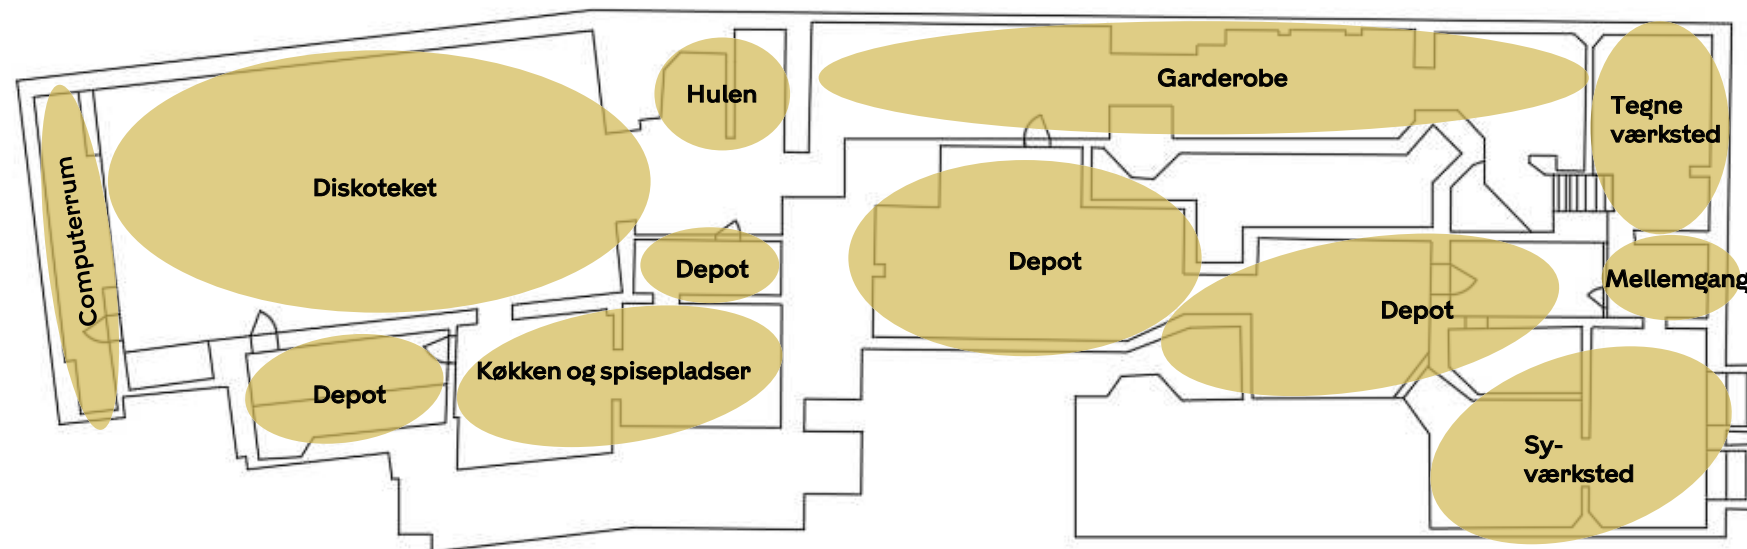 Computerrum
Diskoteket
Hulen
Garderobe
Tegne
værksted
Depot
Depot
Mellemgang
Depot
Depot
Køkken og spisepladser
Sy-
værksted